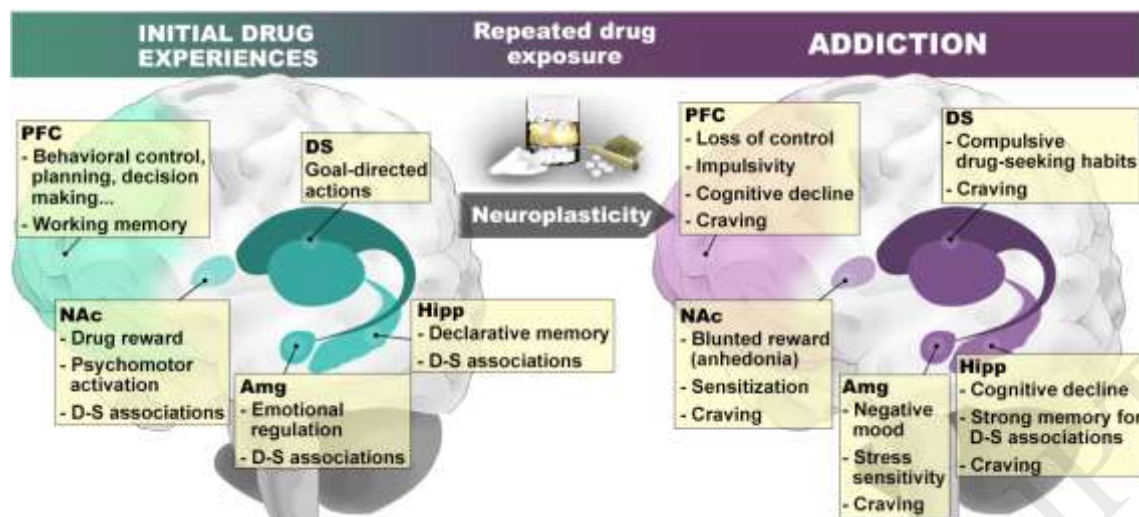 INITIAL DRUG
EXPERIENCES
Repeated drug
exposure
ADDICTION
PFC
- Behavioral control,
planning, decision
making...
- Working memory
DS
Goal-directed
actions
NAc
- Drug reward
- Psychomotor
activation
- D-S associations
Amg
- Emotional
regulation
- D-S associations
Hipp
- Declarative memory
- D-S associations
Neuroplasticity
PFC
- Loss of control
- Impulsivity
- Cognitive decline
- Craving
DS
- Compulsive
drug-seeking habits
- Craving
NAc
- Blunted reward
(anhedonia)
- Sensitization
- Craving
Amg
- Negative
mood
- Stress
sensitivity
- Craving
Hipp
- Cognitive decline
- Strong memory for
D-S associations
- Craving